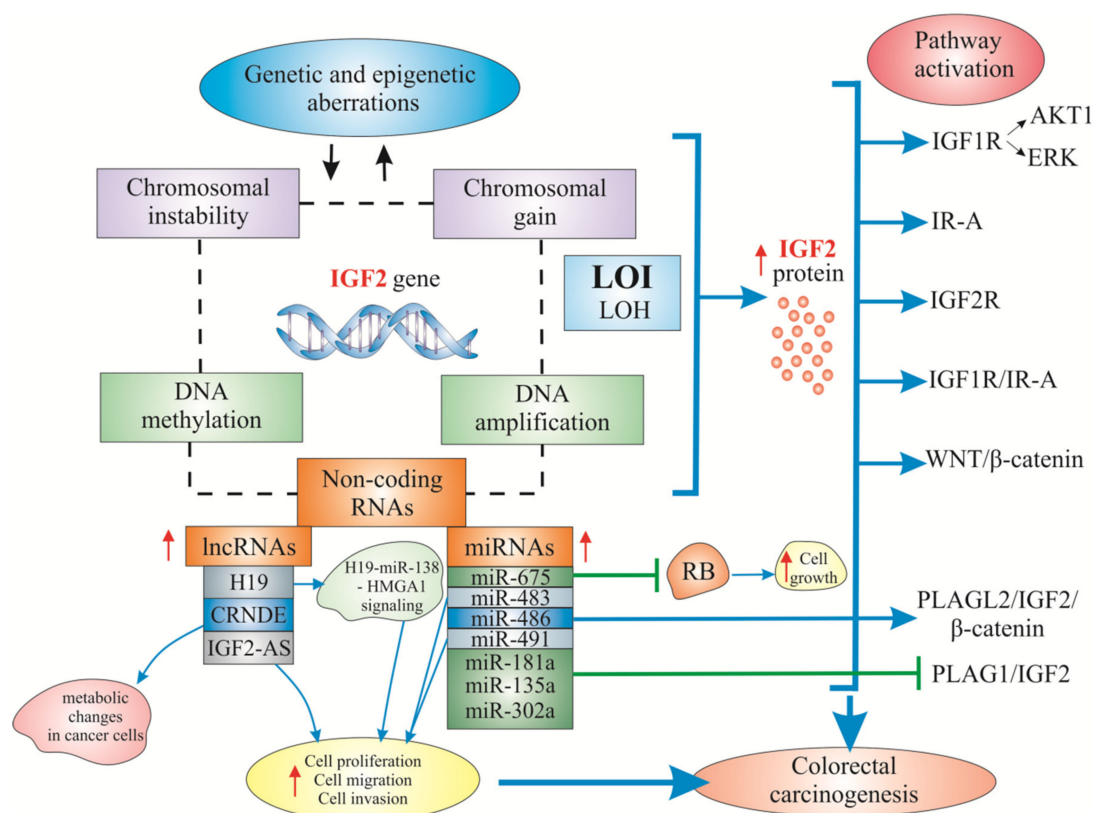 Genetic and epigenetic
aberrations
Pathway
activation
Chromosomal
instability
Chromosomal
gain
IGF2 gene
LOI
LOH
DNA
methylation
DNA
amplification
Non-coding
RNAs
IGF2
protein
IGF1R
AKT1
ERK
IR-A
IGF2R
IGF1R/IR-A
WNT/β-catenin
lncRNAs
H19
CRNDE
IGF2-AS
H19-miR-138
- HMGA1
signaling
miRNAs
miR-675
miR-483
miR-486
miR-491
miR-181a
miR-135a
miR-302a
RB
Cell
growth
PLAGL2/IGF2/
β-catenin
PLAG1/IGF2
metabolic
changes
in cancer cells
Cell proliferation
Cell migration
Cell invasion
Colorectal
carcinogenesis